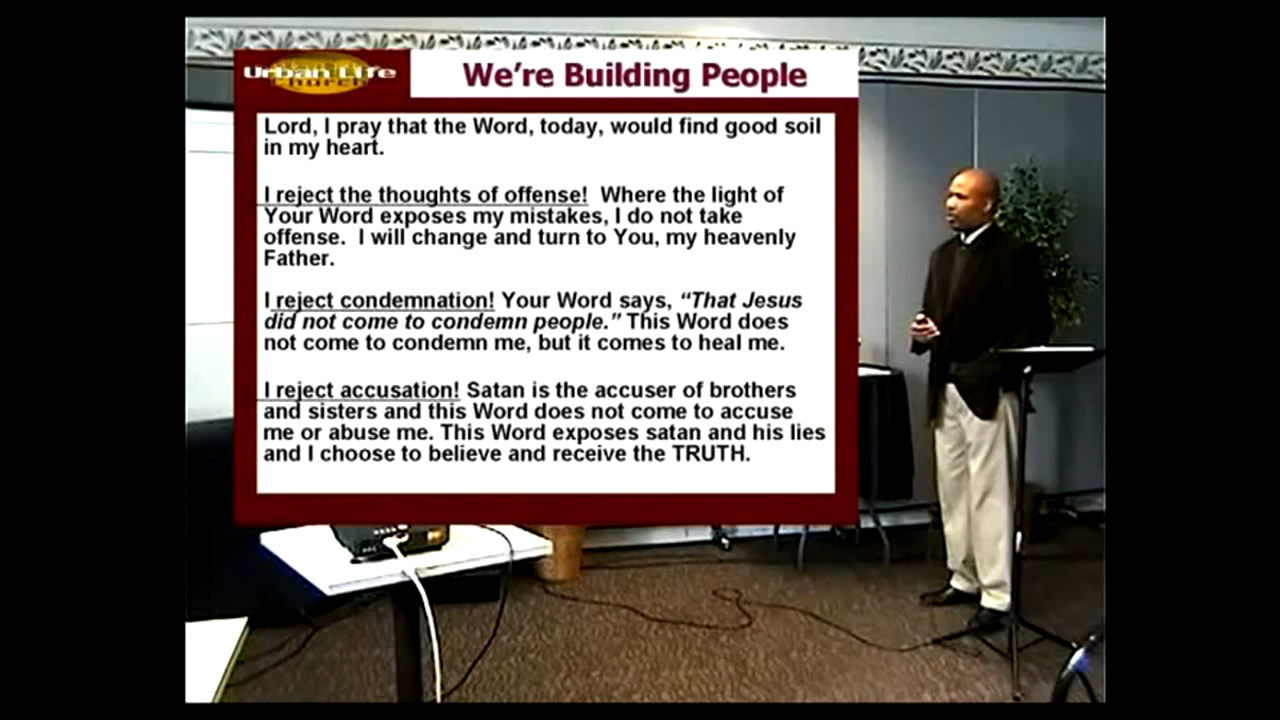 Urban Life
Church
We're Building People
Lord, I pray that the Word, today, would find good soil
in my heart.
I reject the thoughts of offense! Where the light of
Your Word exposes my mistakes, I do not take
offense. I will change and turn to You, my heavenly
Father.
I reject condemnation! Your Word says, “That Jesus
did not come to condemn people.” This Word does
not come to condemn me, but it comes to heal me.
I reject accusation! Satan is the accuser of brothers
and sisters and this Word does not come to accuse
me or abuse me. This Word exposes satan and his lies
and I choose to believe and receive the TRUTH.